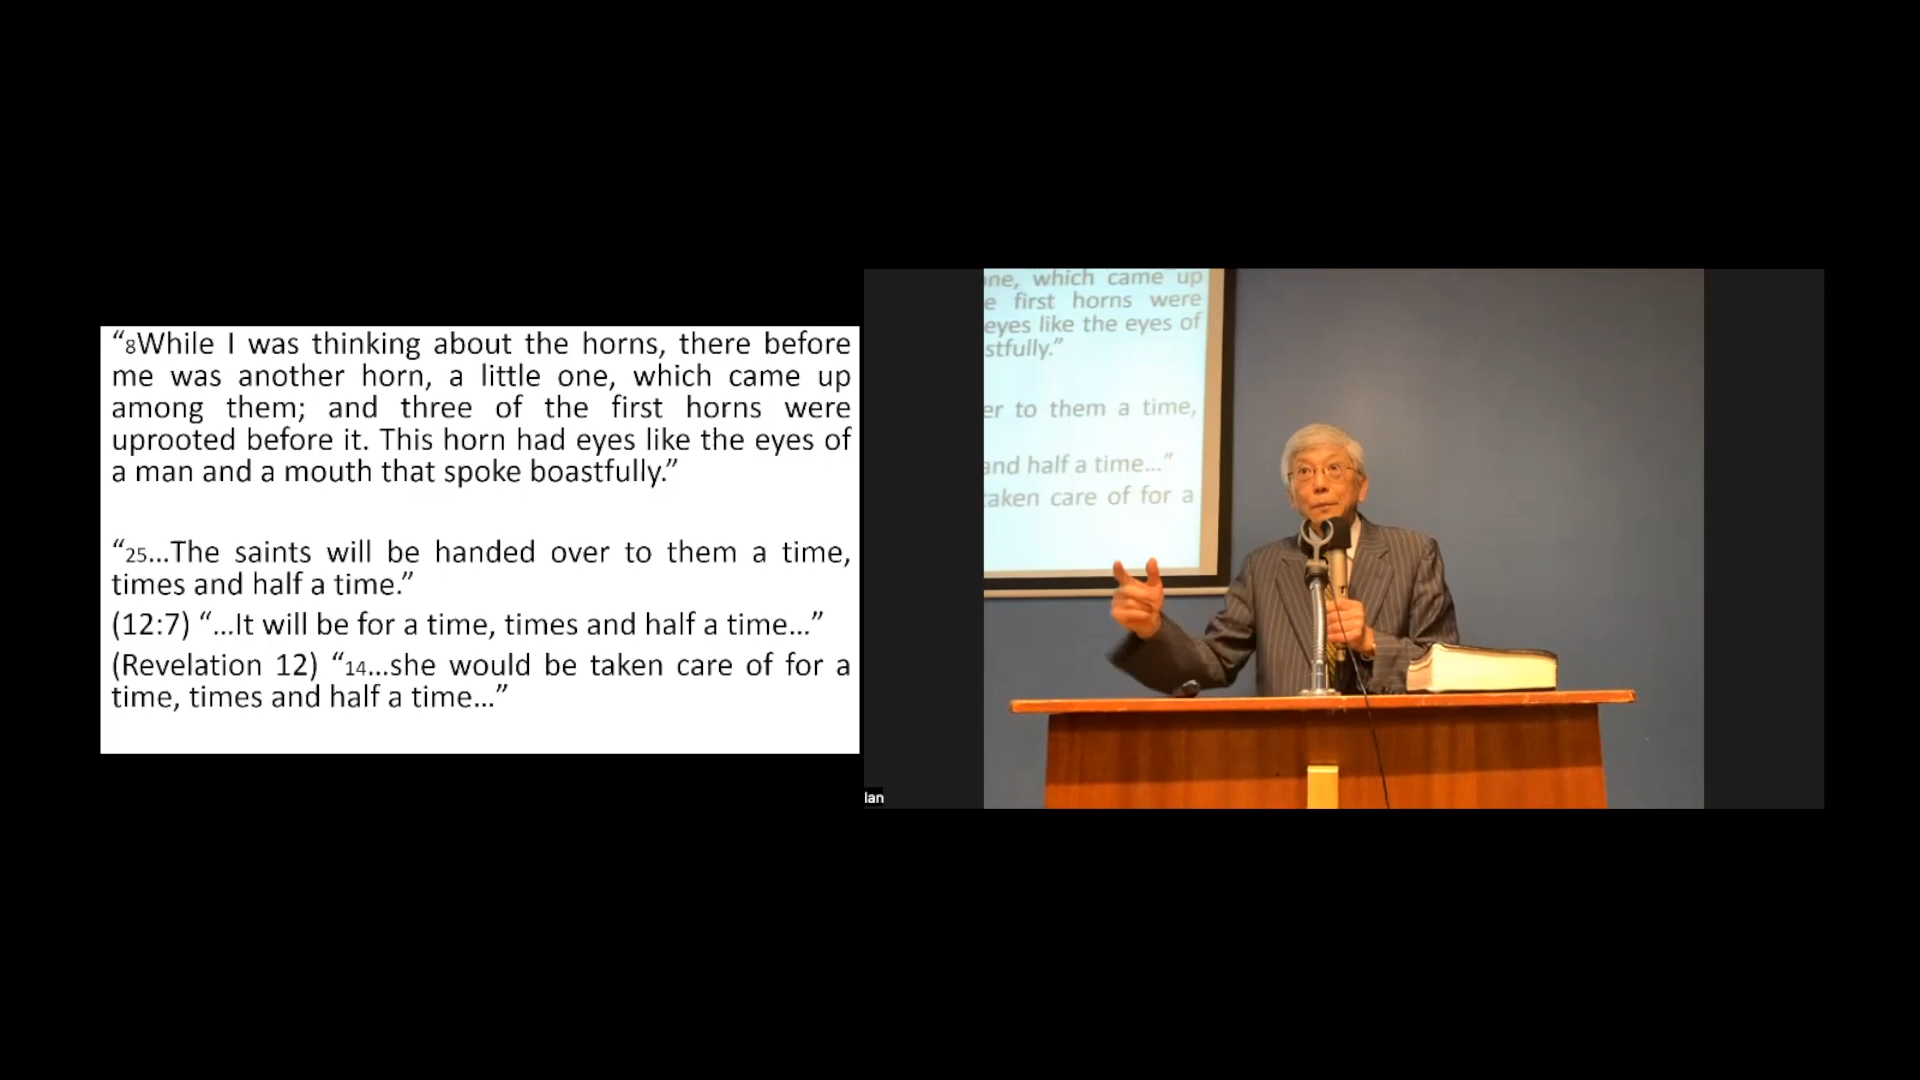 “8While I was thinking about the horns, there before
me was another horn, a little one, which came up
among them; and three of the first horns were
uprooted before it. This horn had eyes like the eyes of
a man and a mouth that spoke boastfully.”
“25...The saints will be handed over to them a time,
times and half a time.”
(12:7) “...It will be for a time, times and half a time...”
(Revelation 12) “14...she would be taken care of for a
time, times and half a time...”
one, which came up
e first horns were
eyes like the eyes of
stfully.”
er to them a time,
and half a time...”
taken care of for a
lan